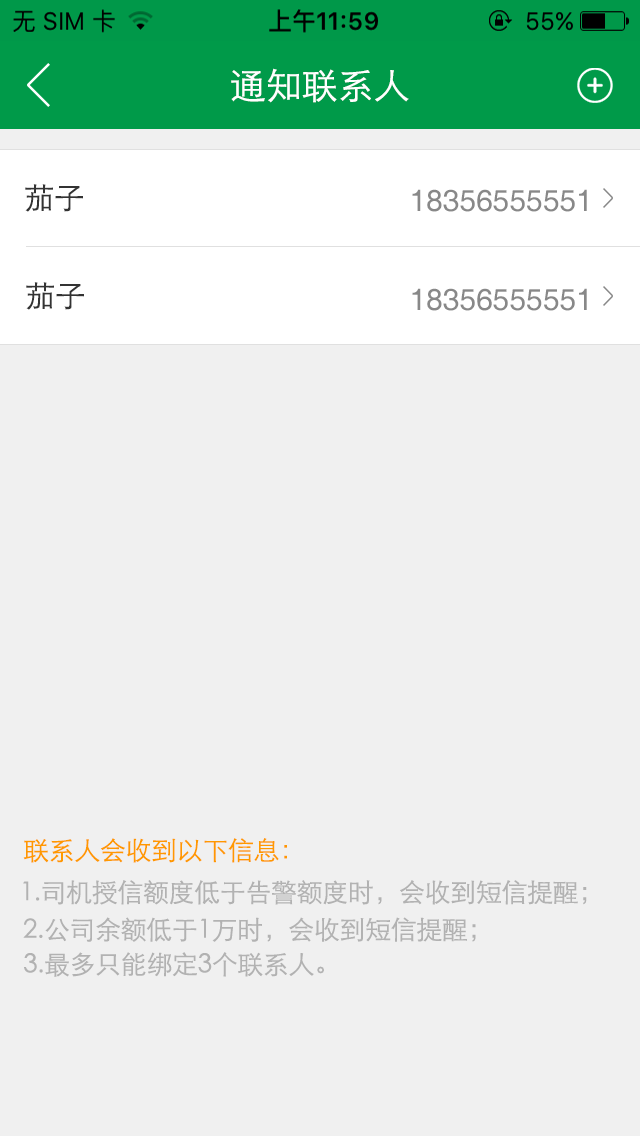 无 SIM 卡 上午11:59 55%
通知联系人
茄子 18356555551
茄子 18356555551
联系人会收到以下信息：
1.司机授信额度低于告警额度时，会收到短信提醒；
2.公司余额低于1万时，会收到短信提醒；
3.最多只能绑定3个联系人。